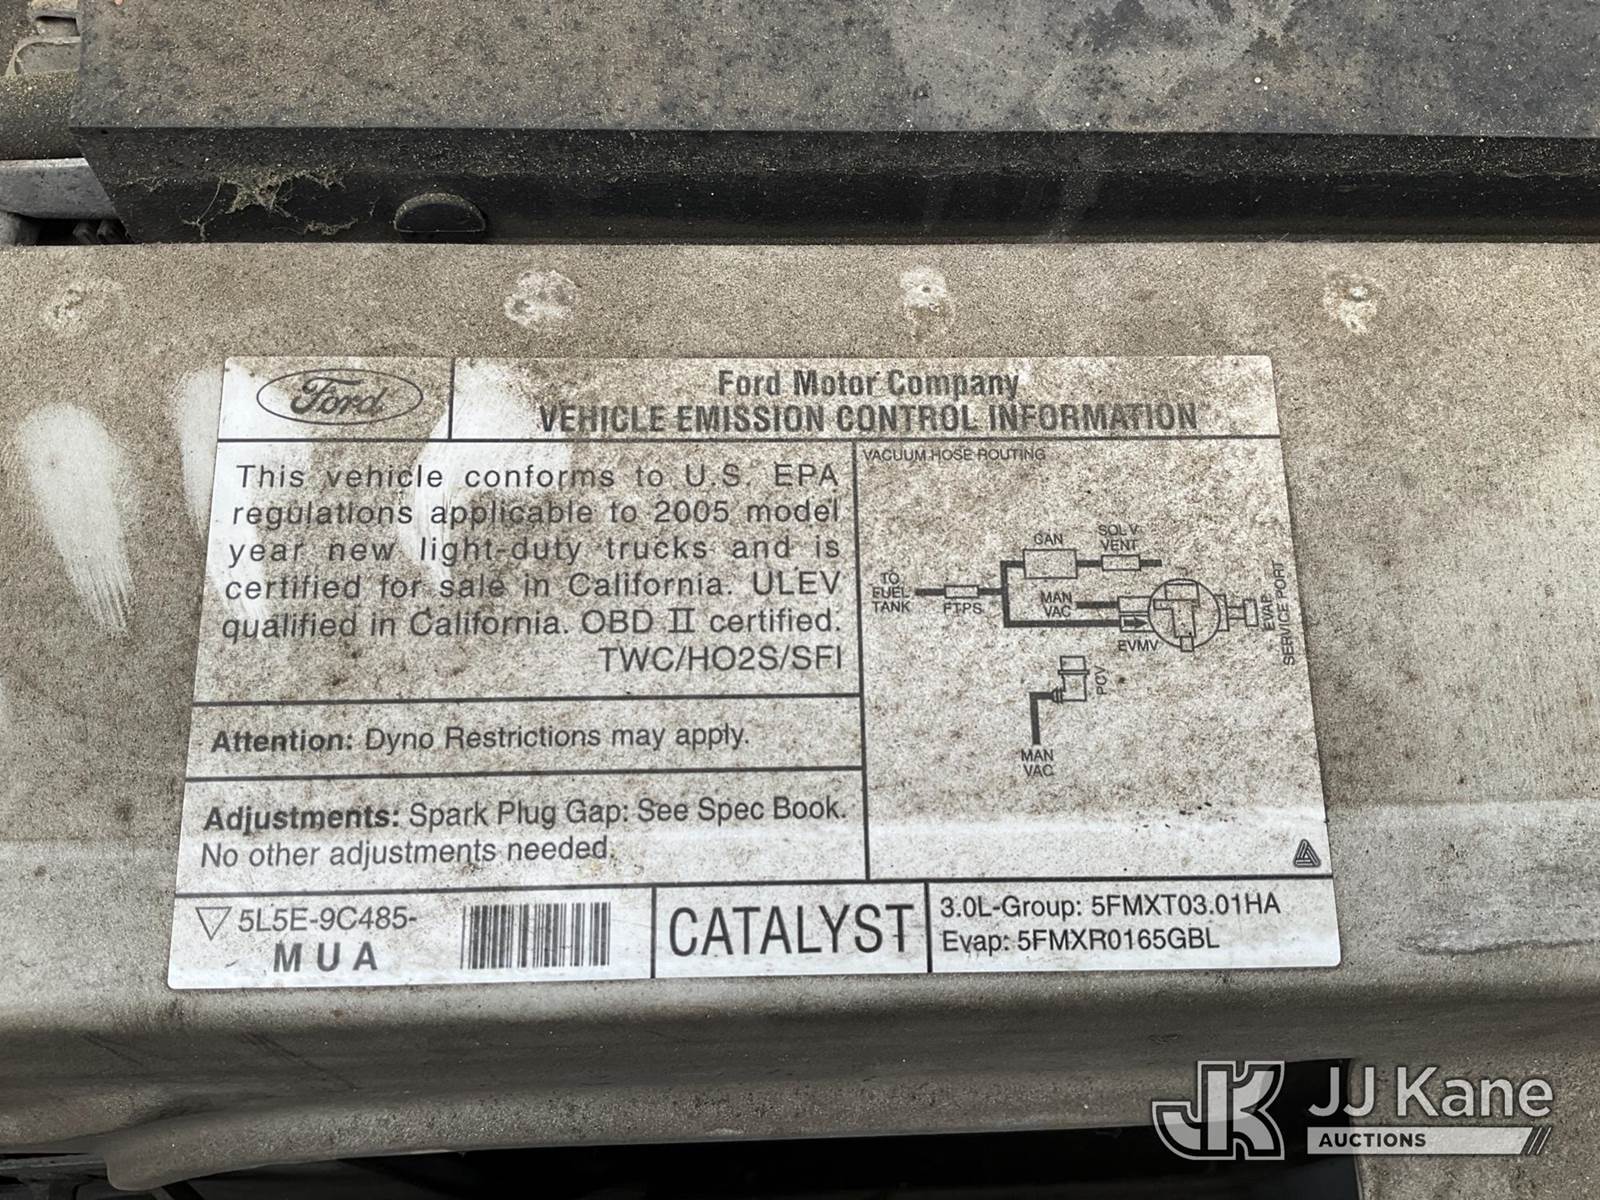 Ford
Ford Motor Company
VEHICLE EMISSION CONTROL INFORMATION
This vehicle conforms to U.S. EPA
regulations applicable to 2005 model
year new light-duty trucks and is
certified for sale in California. ULEV
qualified in California. OBD II certified.
TWC/HO2S/SFI
Attention: Dyno Restrictions may apply.
Adjustments: Spark Plug Gap: See Spec Book.
No other adjustments needed.
VACUUM HOSE ROUTING
CAN
SOL V
VENT
TO
FUEL
TANK
FTPS
MAN
VAC
EVMV
EVAP
SERVICE PORT
PCV
MAN
VAC
5L5E-9C485-
MUA
CATALYST
3.0L-Group: 5FMXT03.01HA
Evap: 5FMXR0165GBL
JK
JJ Kane
AUCTIONS